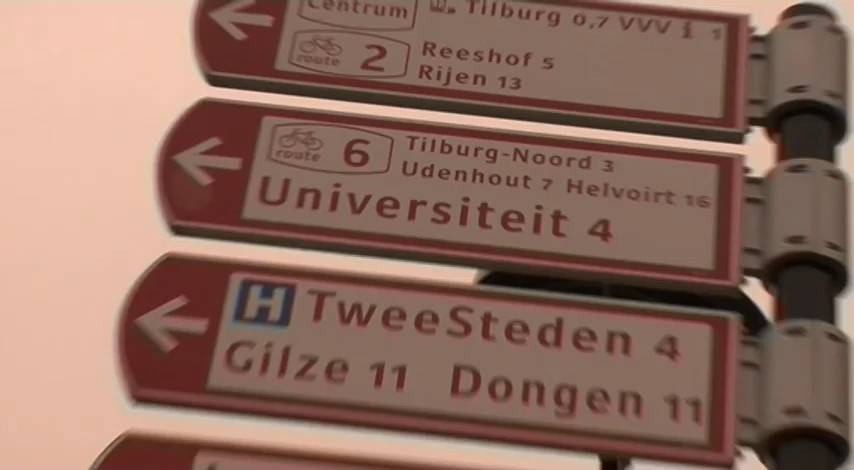 Centrum Tilburg 0,7 VVV i 1
route 2 Reeshof 5
Rijen 13
route 6 Tilburg-Noord 3
Udenhout 7 Helvoirt 16
Universiteit 4
H TweeSteden 4
Gilze 11 Dongen 11